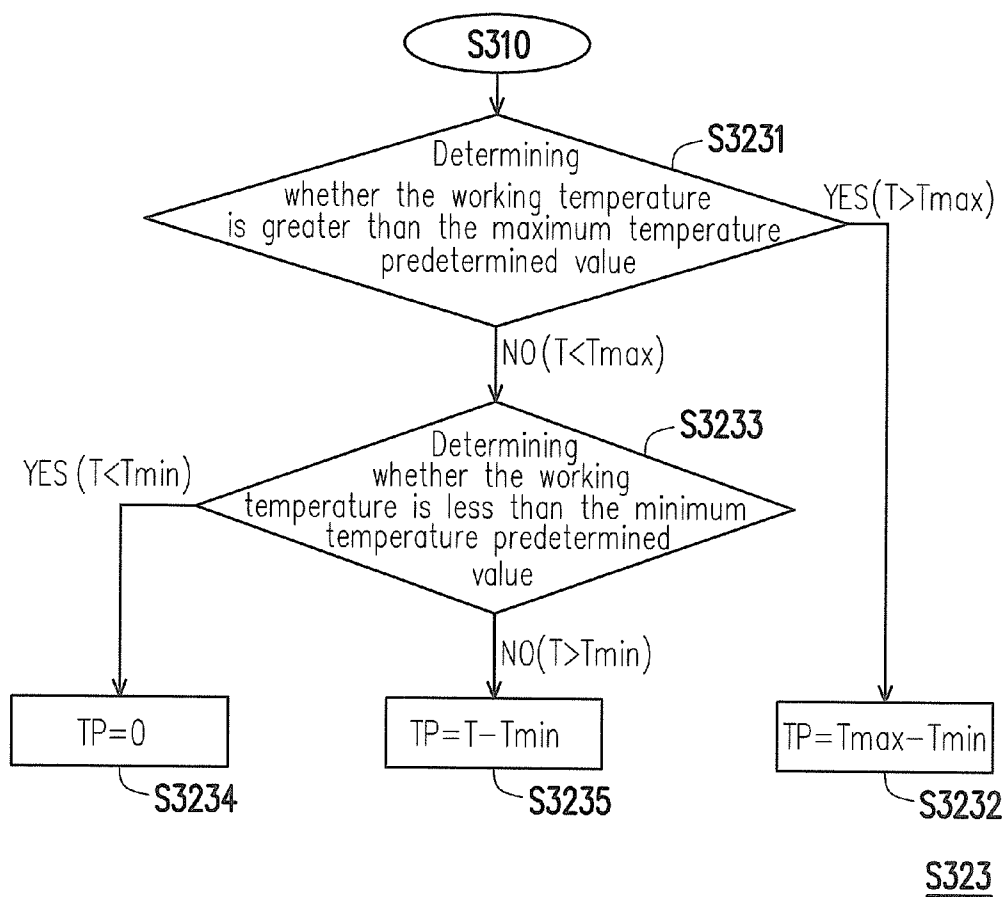 S310
S3231
Determining
whether the working temperature
is greater than the maximum temperature
predetermined value
YES(T>Tmax)
NO(T<Tmax)
S3233
Determining
whether the working
temperature is less than the minimum
temperature predetermined
value
YES(T<Tmin)
NO(T>Tmin)
TP=0
TP=T-Tmin
TP=Tmax-Tmin
S3234
S3235
S3232
S323